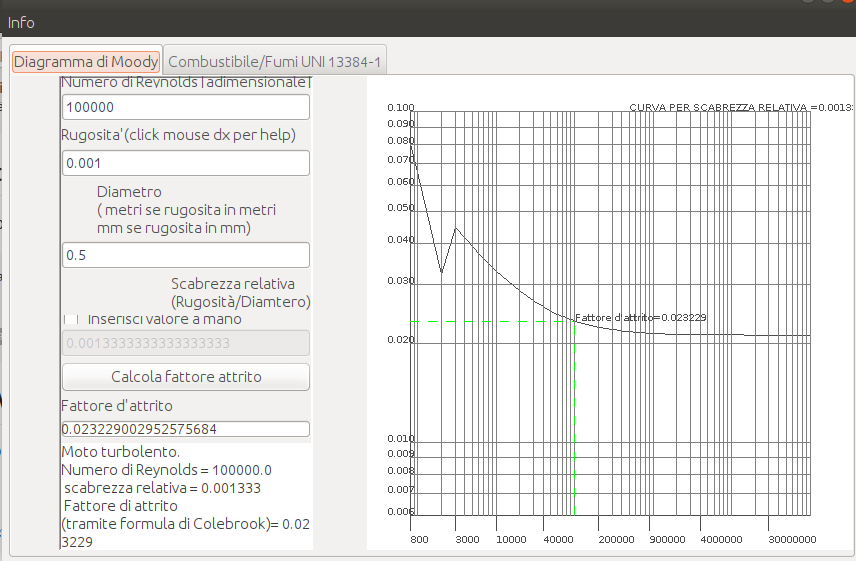 Info
Diagramma di Moody
Combustibile/Fumi UNI 13384-1
Numero di Reynolds [adimensionale]
100000
Rugosita'(click mouse dx per help)
0.001
Diametro
( metri se rugosita in metri
mm se rugosita in mm)
0.5
Scabrezza relativa
(Rugosità/Diamtero)
Inserisci valore a mano
0.0013333333333333333
Calcola fattore attrito
Fattore d'attrito
0.023229002952575684
Moto turbolento.
Numero di Reynolds = 100000.0
scabrezza relativa = 0.001333
Fattore di attrito
(tramite formula di Colebrook)= 0.02
3229
CURVA PER SCABREZZA RELATIVA =0.0013
0.100
0.090
0.080
0.070
0.060
0.050
0.040
0.030
Fattore d'attrito=0.023229
0.020
0.010
0.009
0.008
0.007
0.006
800
3000
10000
40000
200000
900000
4000000
30000000